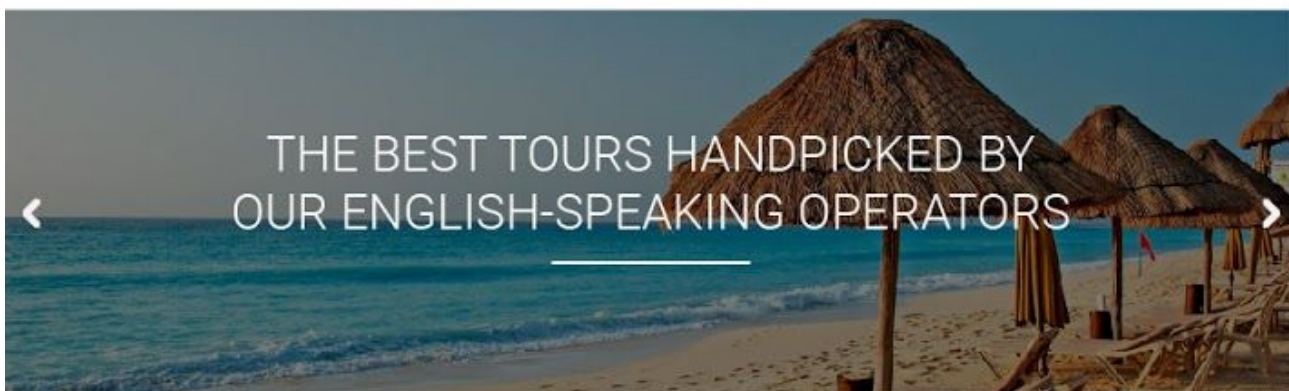 THE BEST TOURS HANDPICKED BY
OUR ENGLISH-SPEAKING OPERATORS